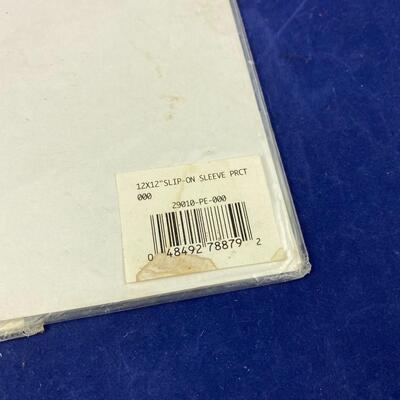 12X12"SLIP-ON SLEEVE PRCT
000
29010-PE-000
0 48492 78879 2